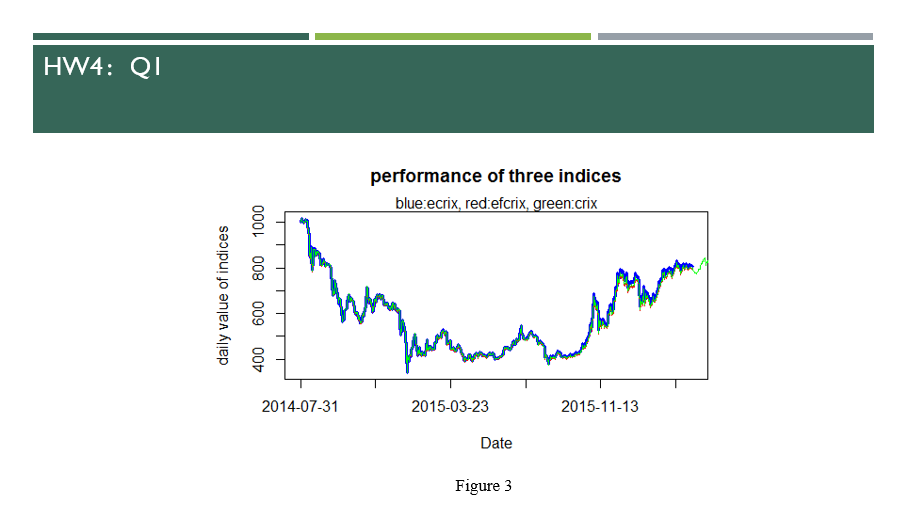 HW4：Q1
performance of three indices
blue:ecrix, red:efcrix, green:crix
daily value of indices
1000
800
600
400
2014-07-31 2015-03-23 2015-11-13
Date
Figure 3